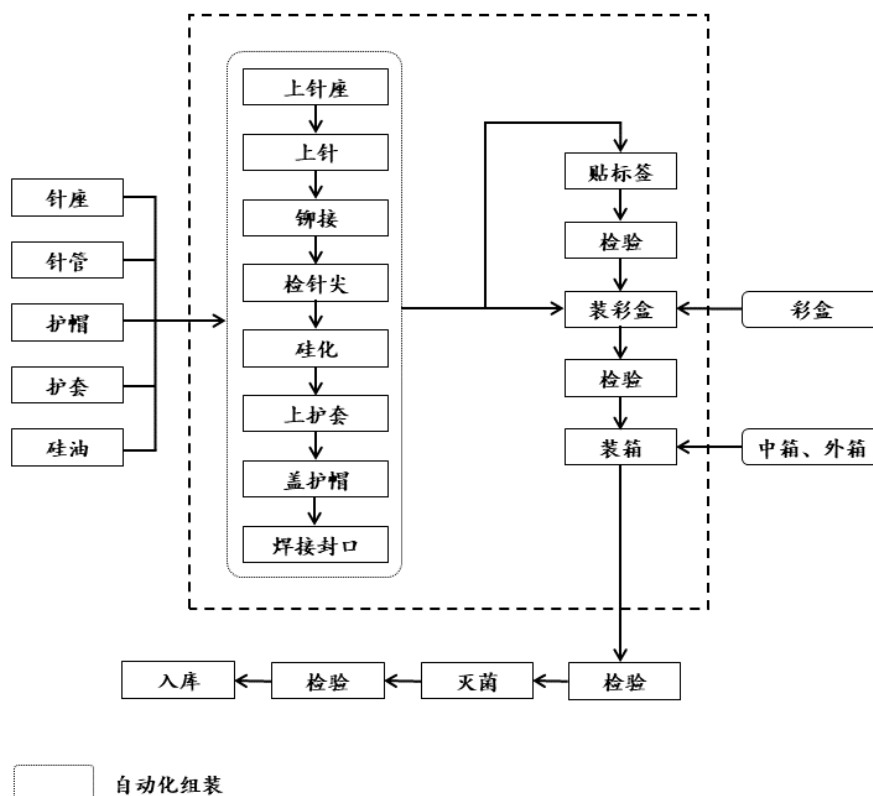 针座
针管
护帽
护套
硅油
上针座
上针
铆接
检针尖
硅化
上护套
盖护帽
焊接封口
贴标签
检验
装彩盒
检验
装箱
彩盒
中箱、外箱
检验
灭菌
检验
入库
自动化组装